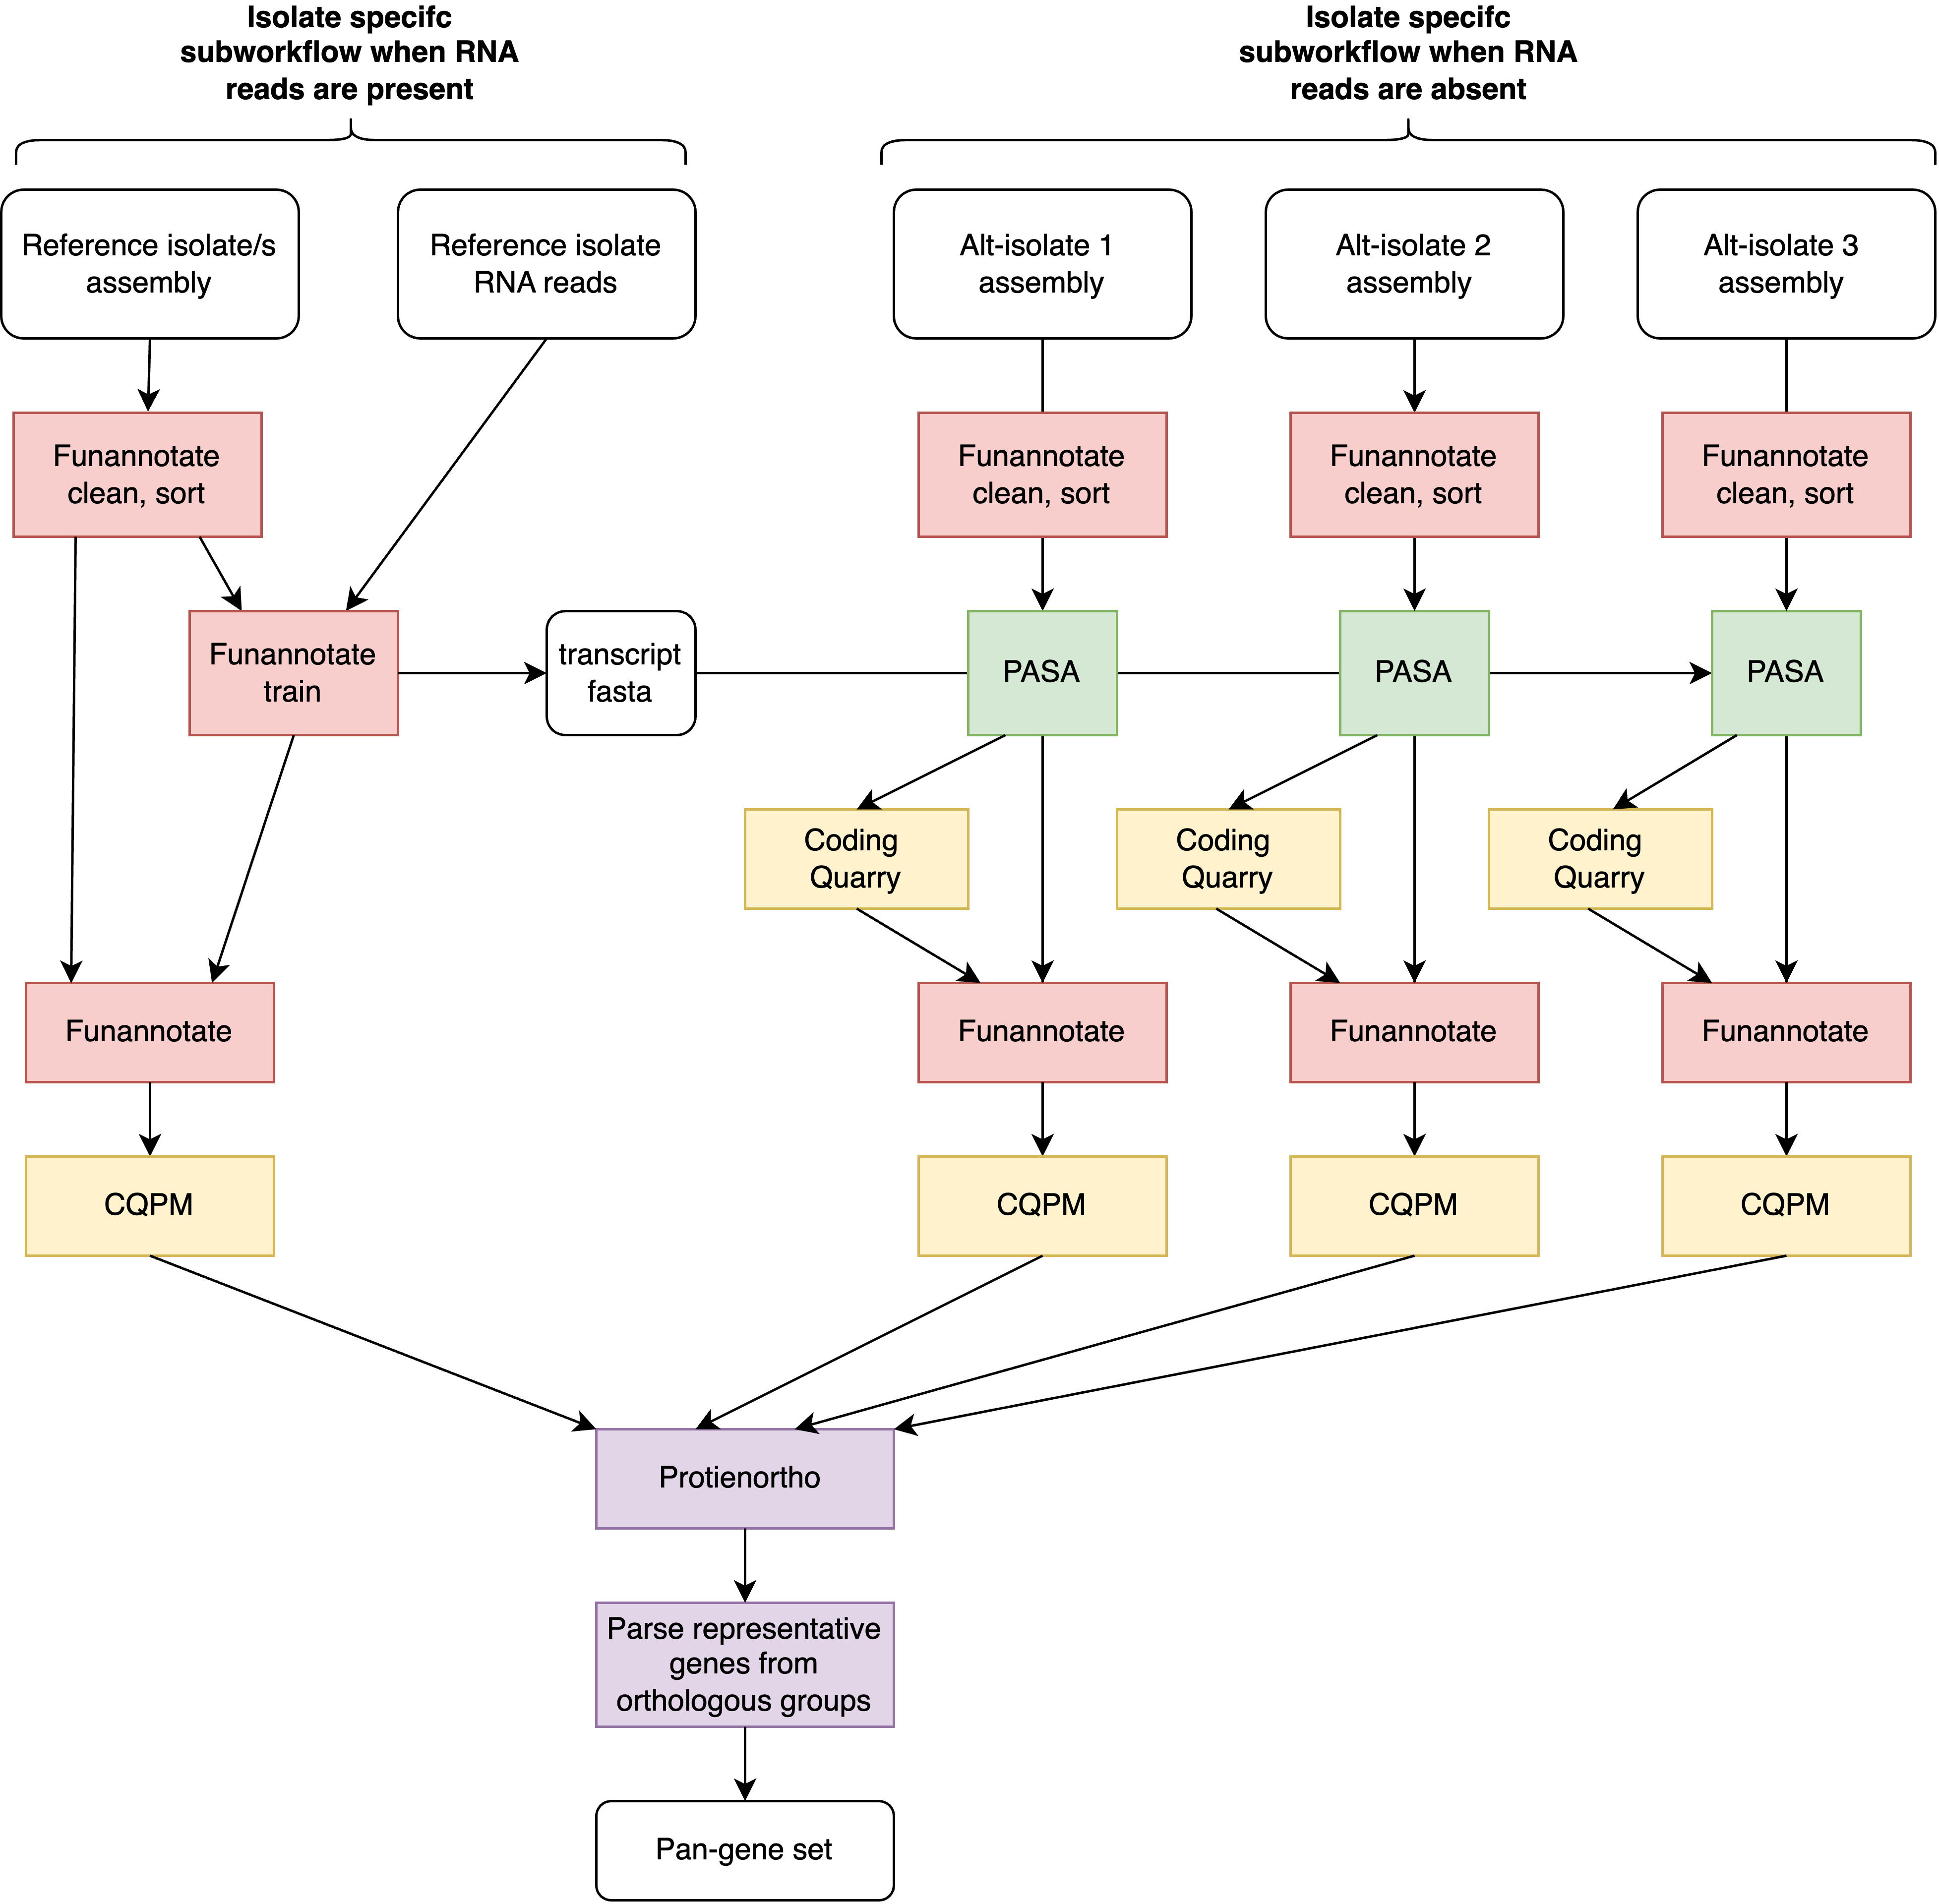 Isolate specifc
subworkflow when RNA
reads are present
Isolate specifc
subworkflow when RNA
reads are absent
Reference isolate/s
assembly
Reference isolate
RNA reads
Alt-isolate 1
assembly
Alt-isolate 2
assembly
Alt-isolate 3
assembly
Funannotate
clean, sort
Funannotate
clean, sort
Funannotate
clean, sort
Funannotate
clean, sort
Funannotate
train
transcript
fasta
PASA
PASA
PASA
Coding
Quarry
Coding
Quarry
Coding
Quarry
Funannotate
Funannotate
Funannotate
Funannotate
CQPM
CQPM
CQPM
CQPM
Protienortho
Parse representative
genes from
orthologous groups
Pan-gene set